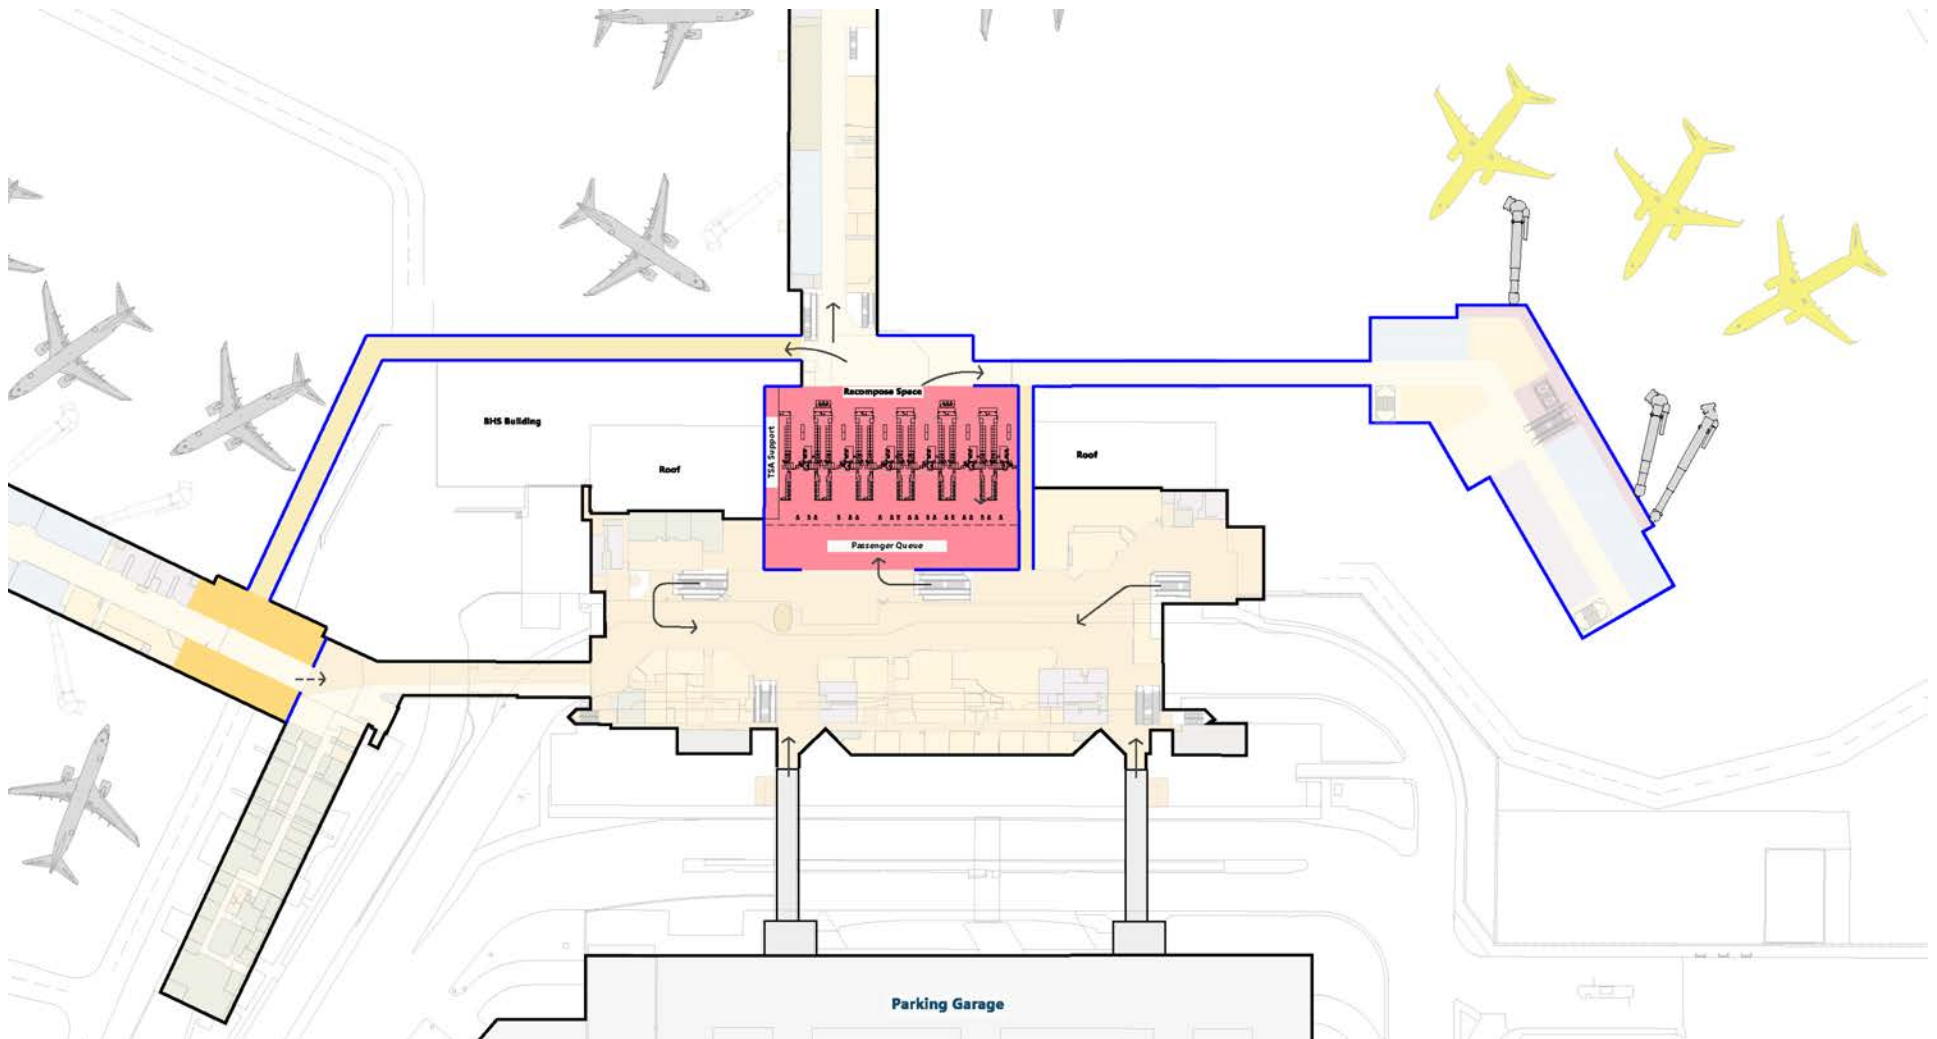 Recompose Space
BHS Building
TSA Support
Roof
Roof
Passenger Queue
Parking Garage